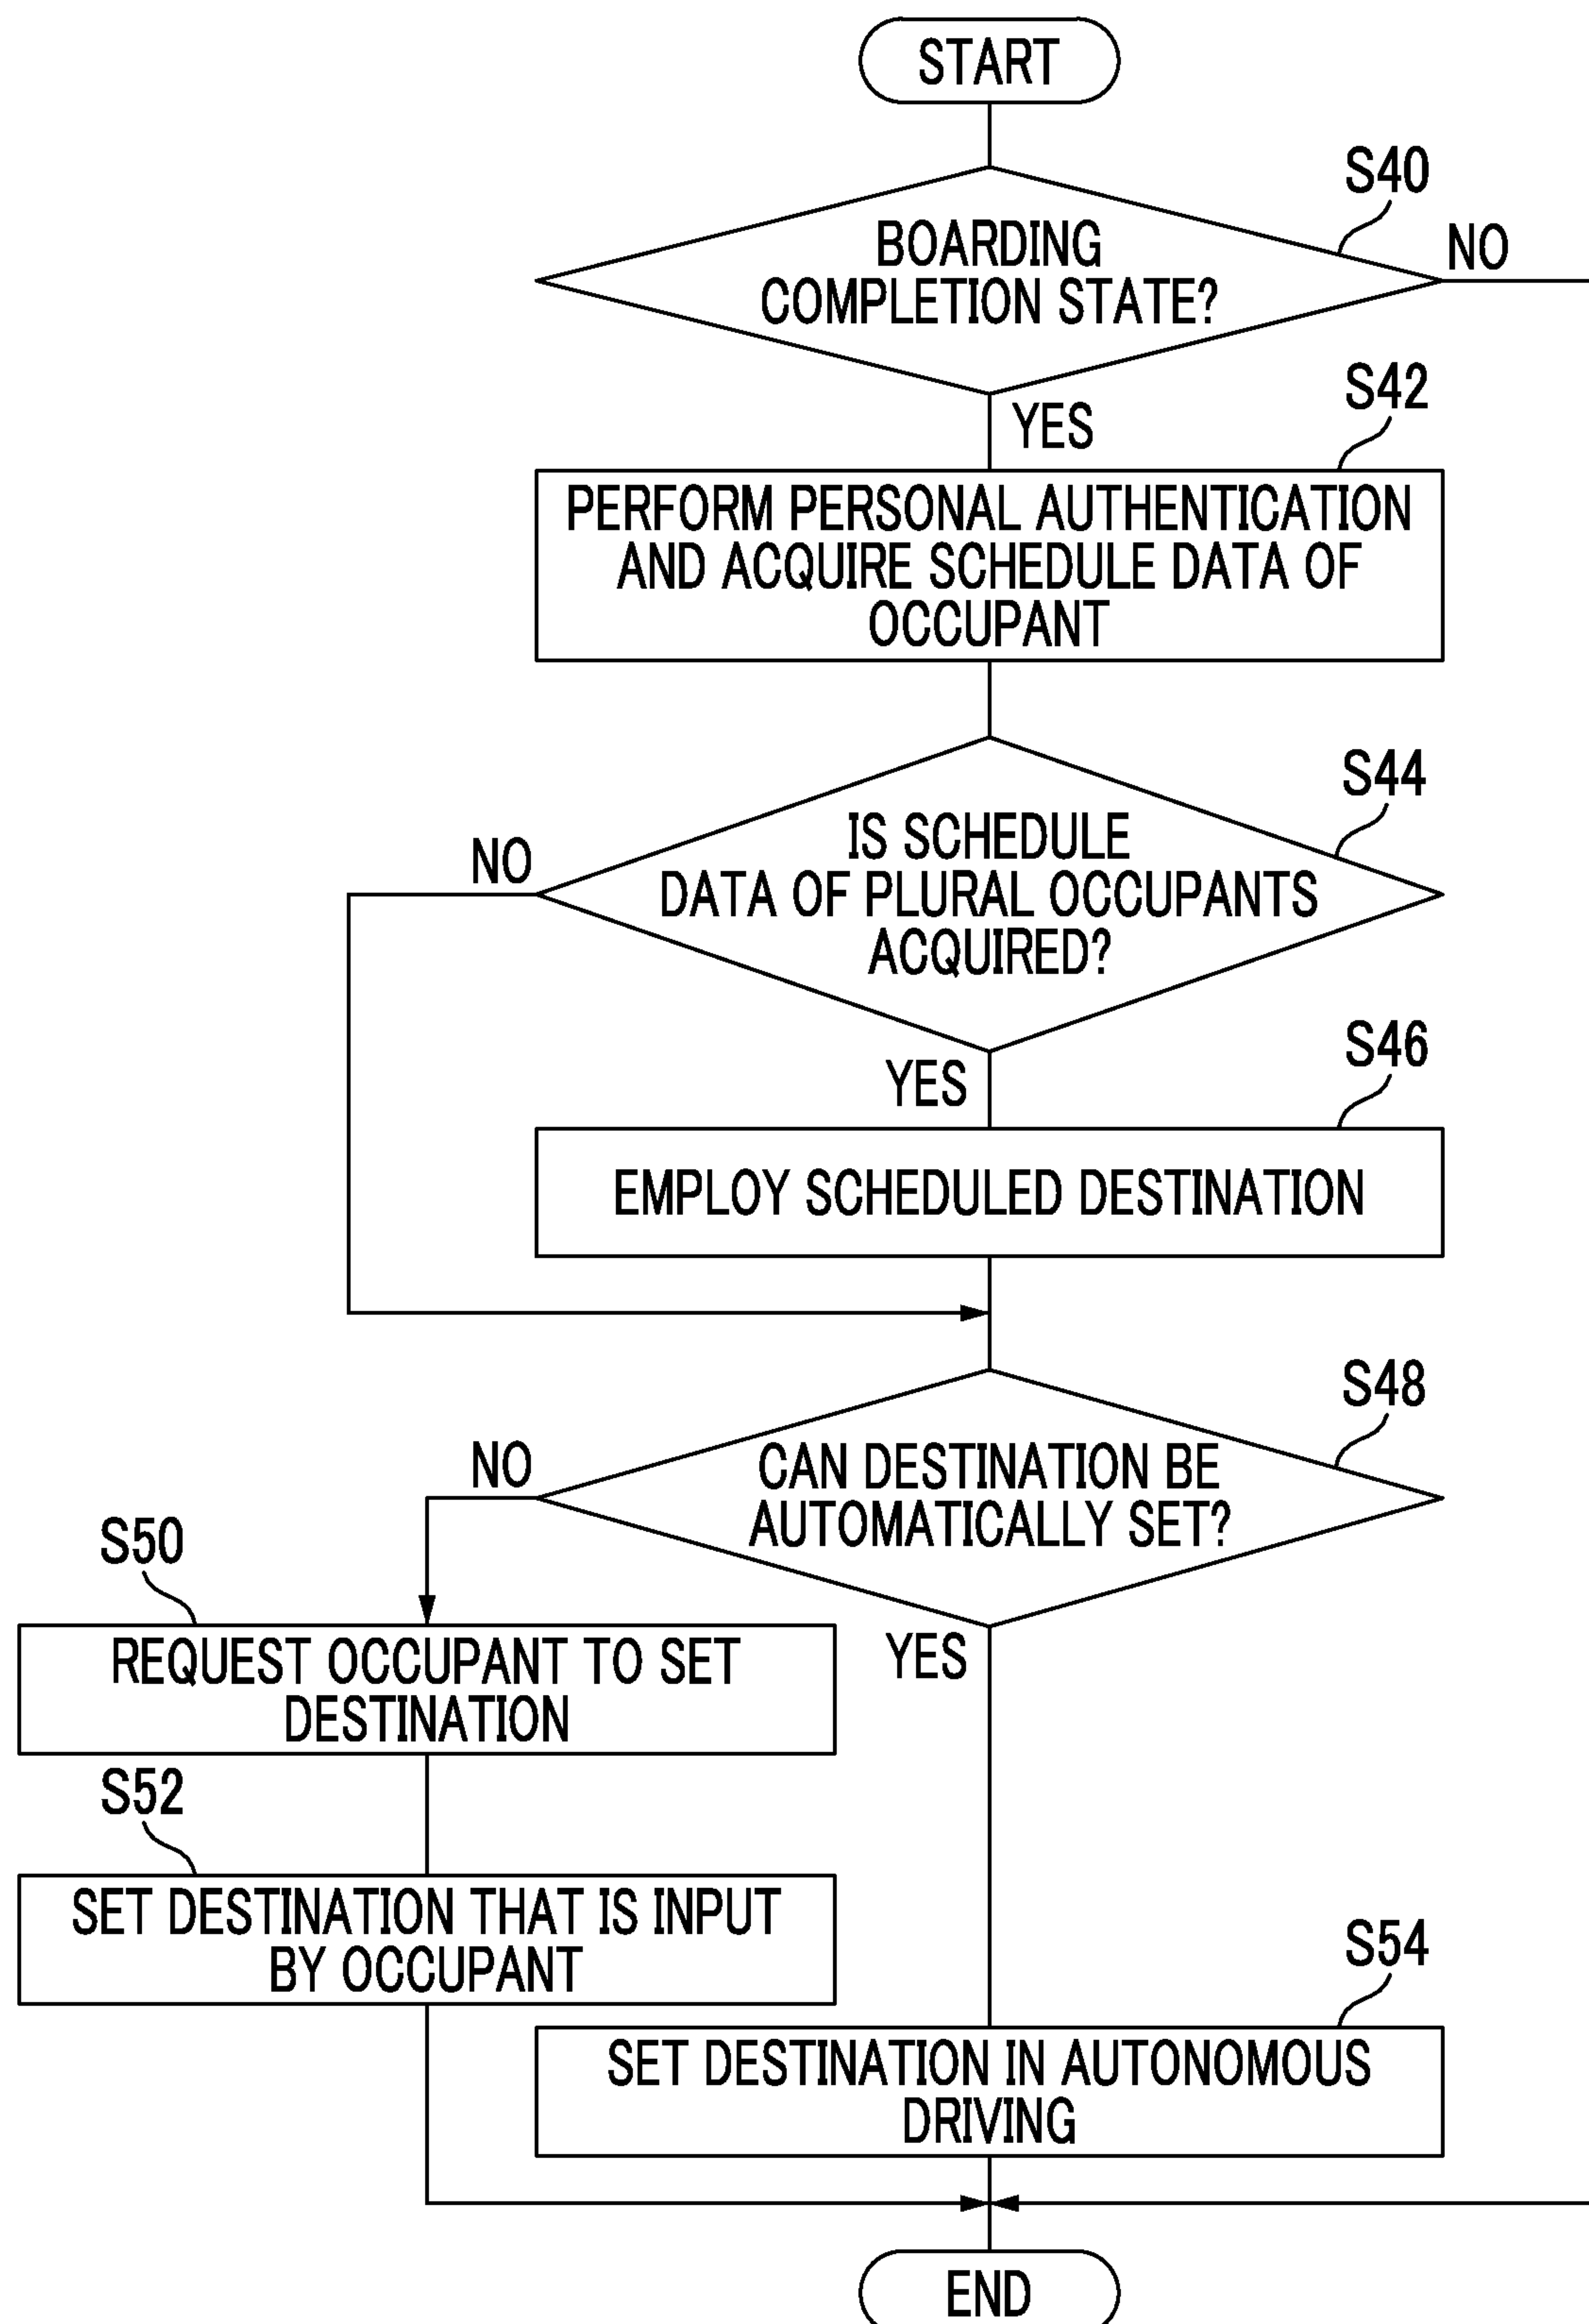 START
S40
BOARDING
COMPLETION STATE?
NO
YES
S42
PERFORM PERSONAL AUTHENTICATION
AND ACQUIRE SCHEDULE DATA OF
OCCUPANT
S44
IS SCHEDULE
DATA OF PLURAL OCCUPANTS
ACQUIRED?
NO
YES
S46
EMPLOY SCHEDULED DESTINATION
S48
CAN DESTINATION BE
AUTOMATICALLY SET?
NO
YES
S50
REQUEST OCCUPANT TO SET
DESTINATION
S52
SET DESTINATION THAT IS INPUT
BY OCCUPANT
S54
SET DESTINATION IN AUTONOMOUS
DRIVING
END